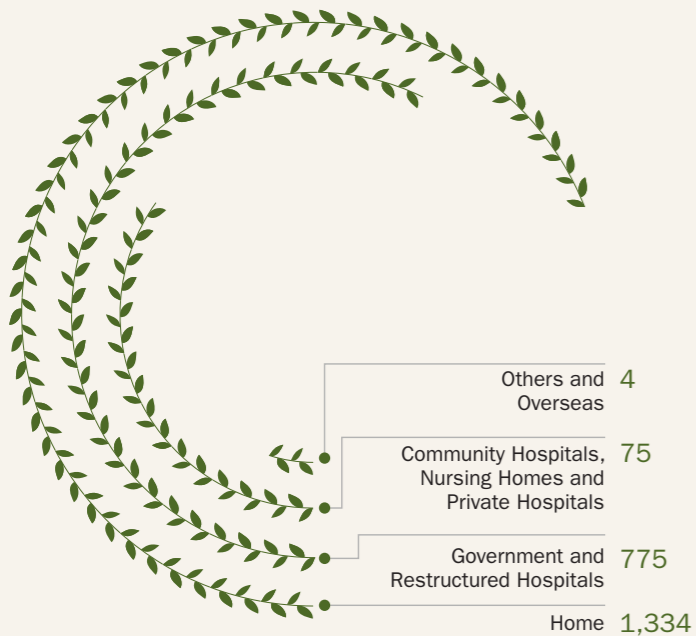 Others and 4
Overseas
Community Hospitals, 75
Nursing Homes and
Private Hospitals
Government and 775
Restructured Hospitals
Home 1,334